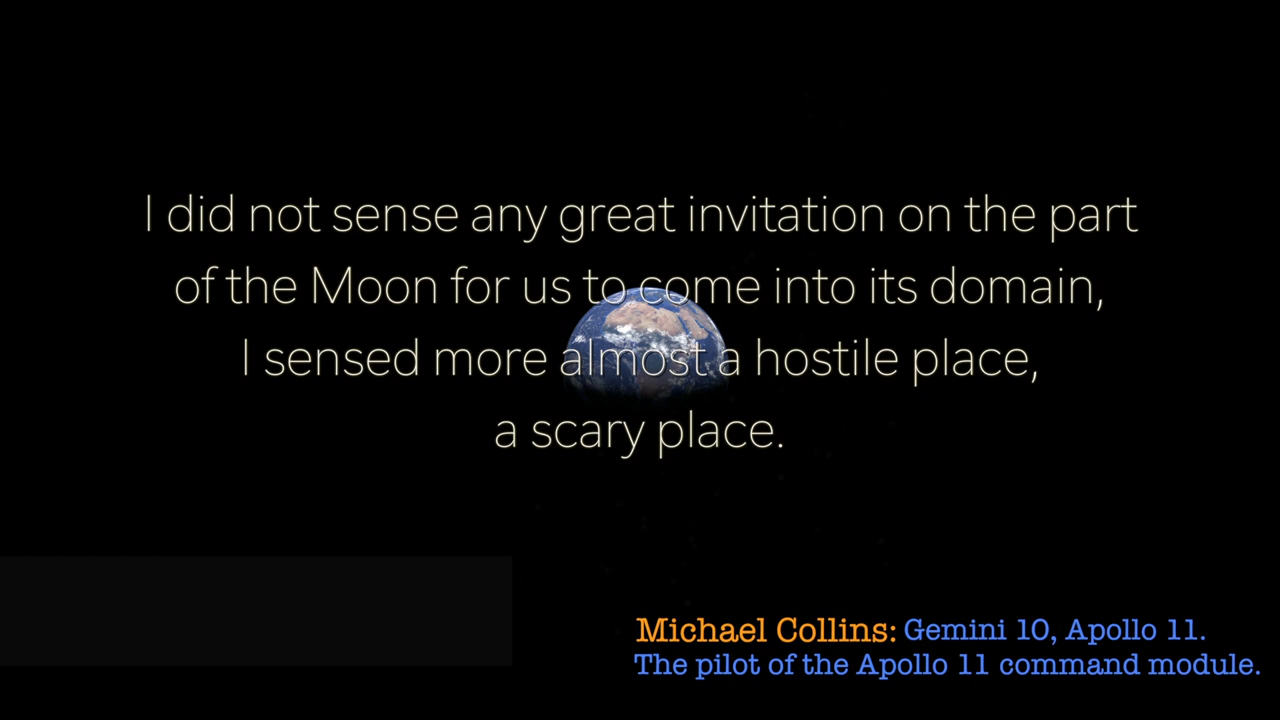 I did not sense any great invitation on the part
of the Moon for us to come into its domain,
I sensed more almost a hostile place,
a scary place.
Michael Collins: Gemini 10, Apollo 11.
The pilot of the Apollo 11 command module.